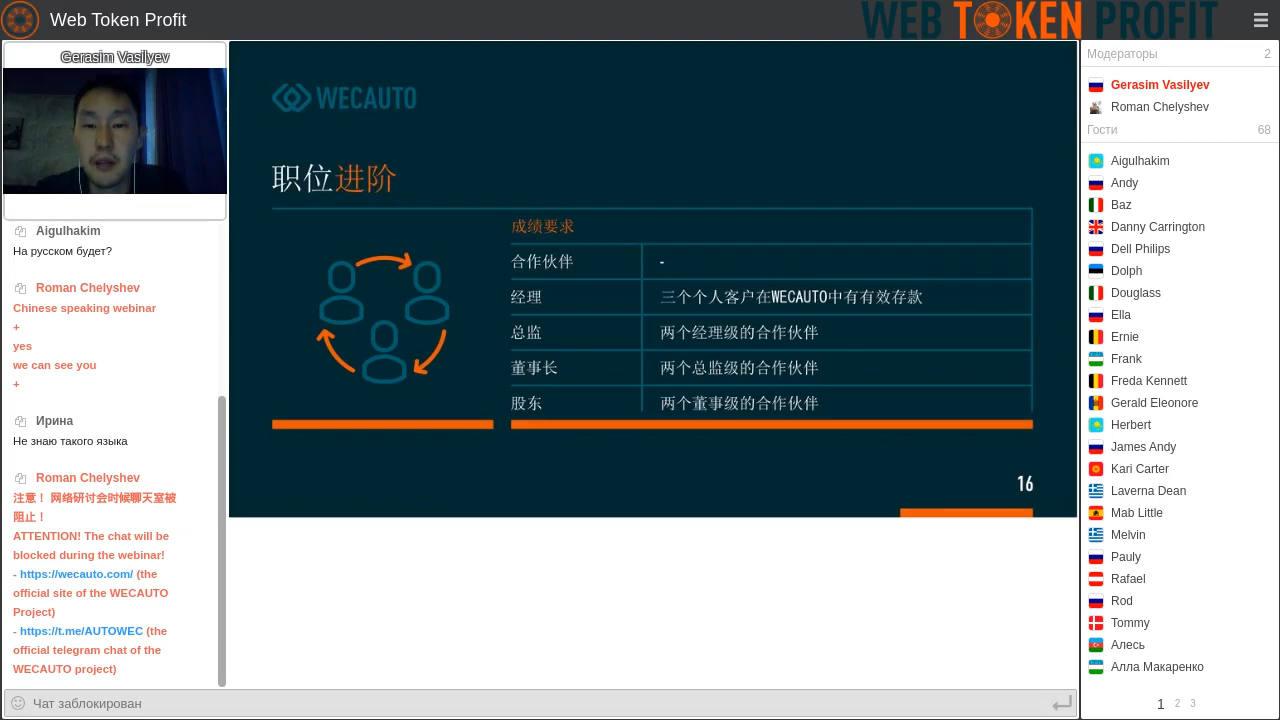 Web Token Profit
WEB TOKEN PROFIT
Gerasim Vasilyev
Aigulhakim
На русском будет?
Roman Chelyshev
Chinese speaking webinar
+
yes
we can see you
+
Ирина
Не знаю такого языка
Roman Chelyshev
注意！ 网络研讨会时候聊天室被
阻止！
ATTENTION! The chat will be
blocked during the webinar!
- https://wecauto.com/ (the
official site of the WECAUTO
Project)
- https://t.me/AUTOWEC (the
official telegram chat of the
WECAUTO project)
Чат заблокирован
WECAUTO
职位进阶
成绩要求
合作伙伴 -
经理 三个个人客户在WECAUTO中有有效存款
总监 两个经理级的合作伙伴
董事长 两个总监级的合作伙伴
股东 两个董事级的合作伙伴
16
Модераторы 2
Gerasim Vasilyev
Roman Chelyshev
Гости 68
Aigulhakim
Andy
Baz
Danny Carrington
Dell Philips
Dolph
Douglass
Ella
Ernie
Frank
Freda Kennett
Gerald Eleonore
Herbert
James Andy
Kari Carter
Laverna Dean
Mab Little
Melvin
Pauly
Rafael
Rod
Tommy
Алесь
Алла Макаренко
1 2 3